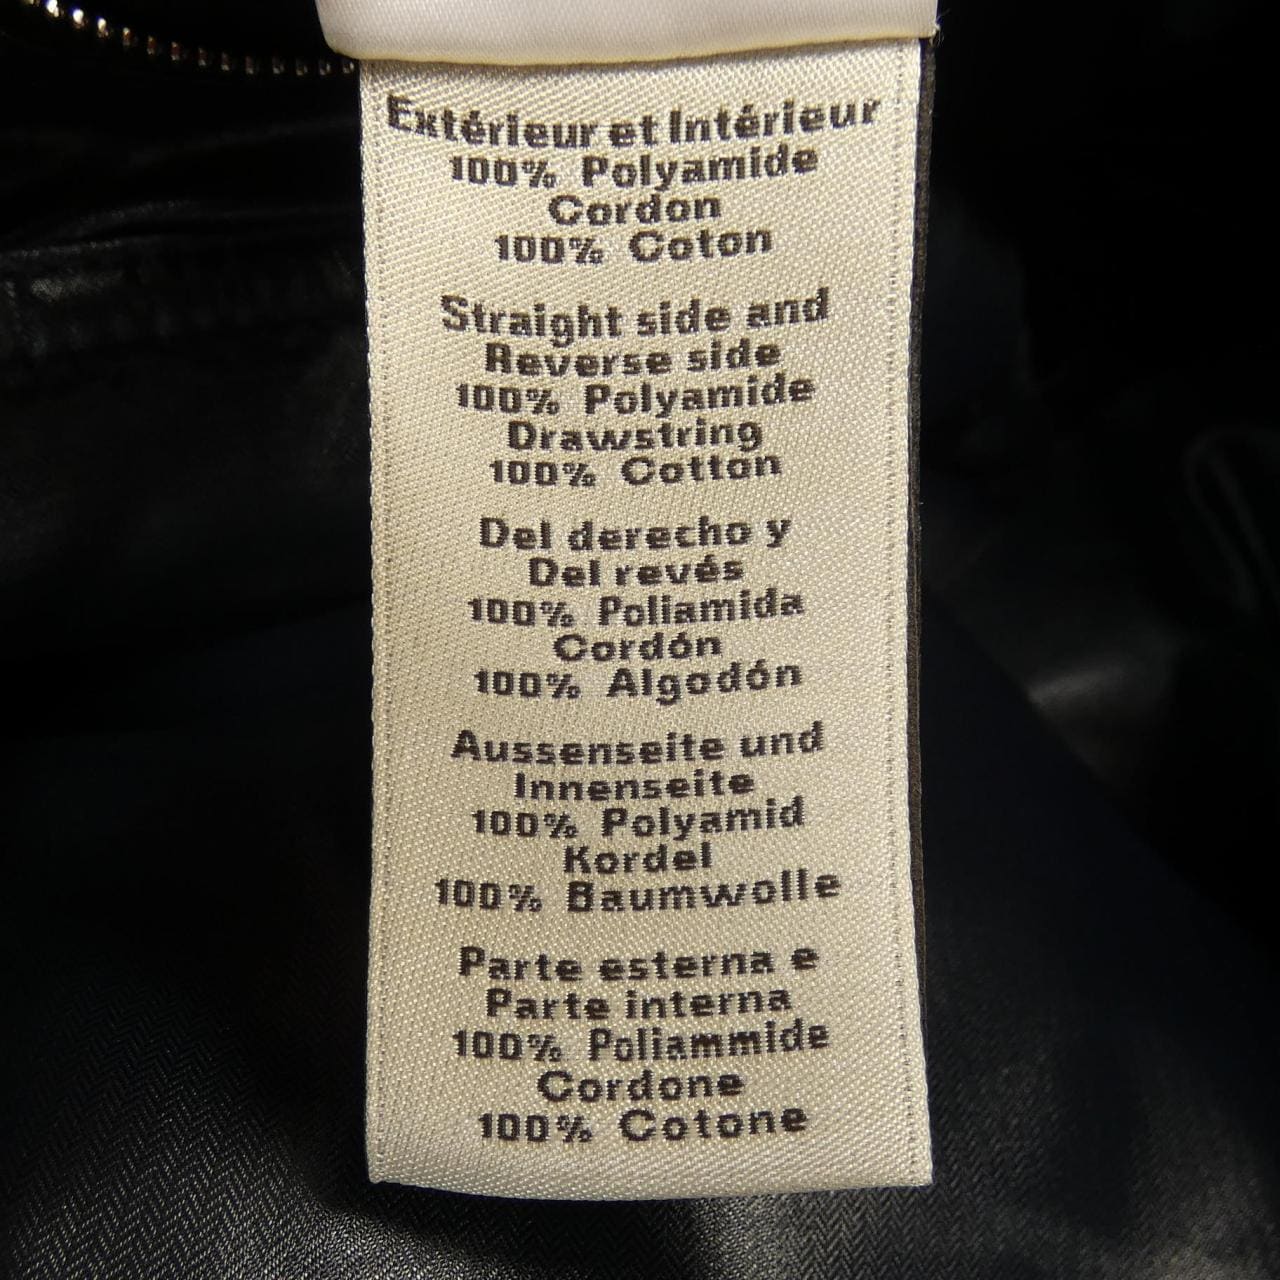 Extérieur et Intérieur
100% Polyamide
Cordon
100% Coton
Straight side and
Reverse side
100% Polyamide
Drawstring
100% Cotton
Del derecho y
Del revés
100% Poliamida
Cordón
100% Algodón
Aussenseite und
Innenseite
100% Polyamid
Kordel
100% Baumwolle
Parte esterna e
Parte interna
100% Poliammide
Cordone
100% Cotone